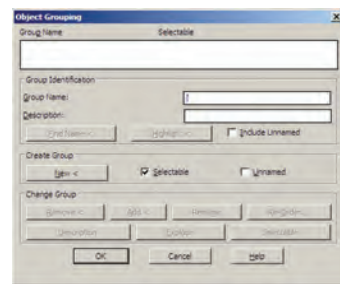 Object Grouping X
Group Name Selectable
Group Identification
Group Name:
Description:
Find Name < Highlight < Include Unnamed
Create Group
New < Selectable Unnamed
Change Group
Remove < Add < Rename Re-Order...
Description Explode Selectable
OK Cancel Help